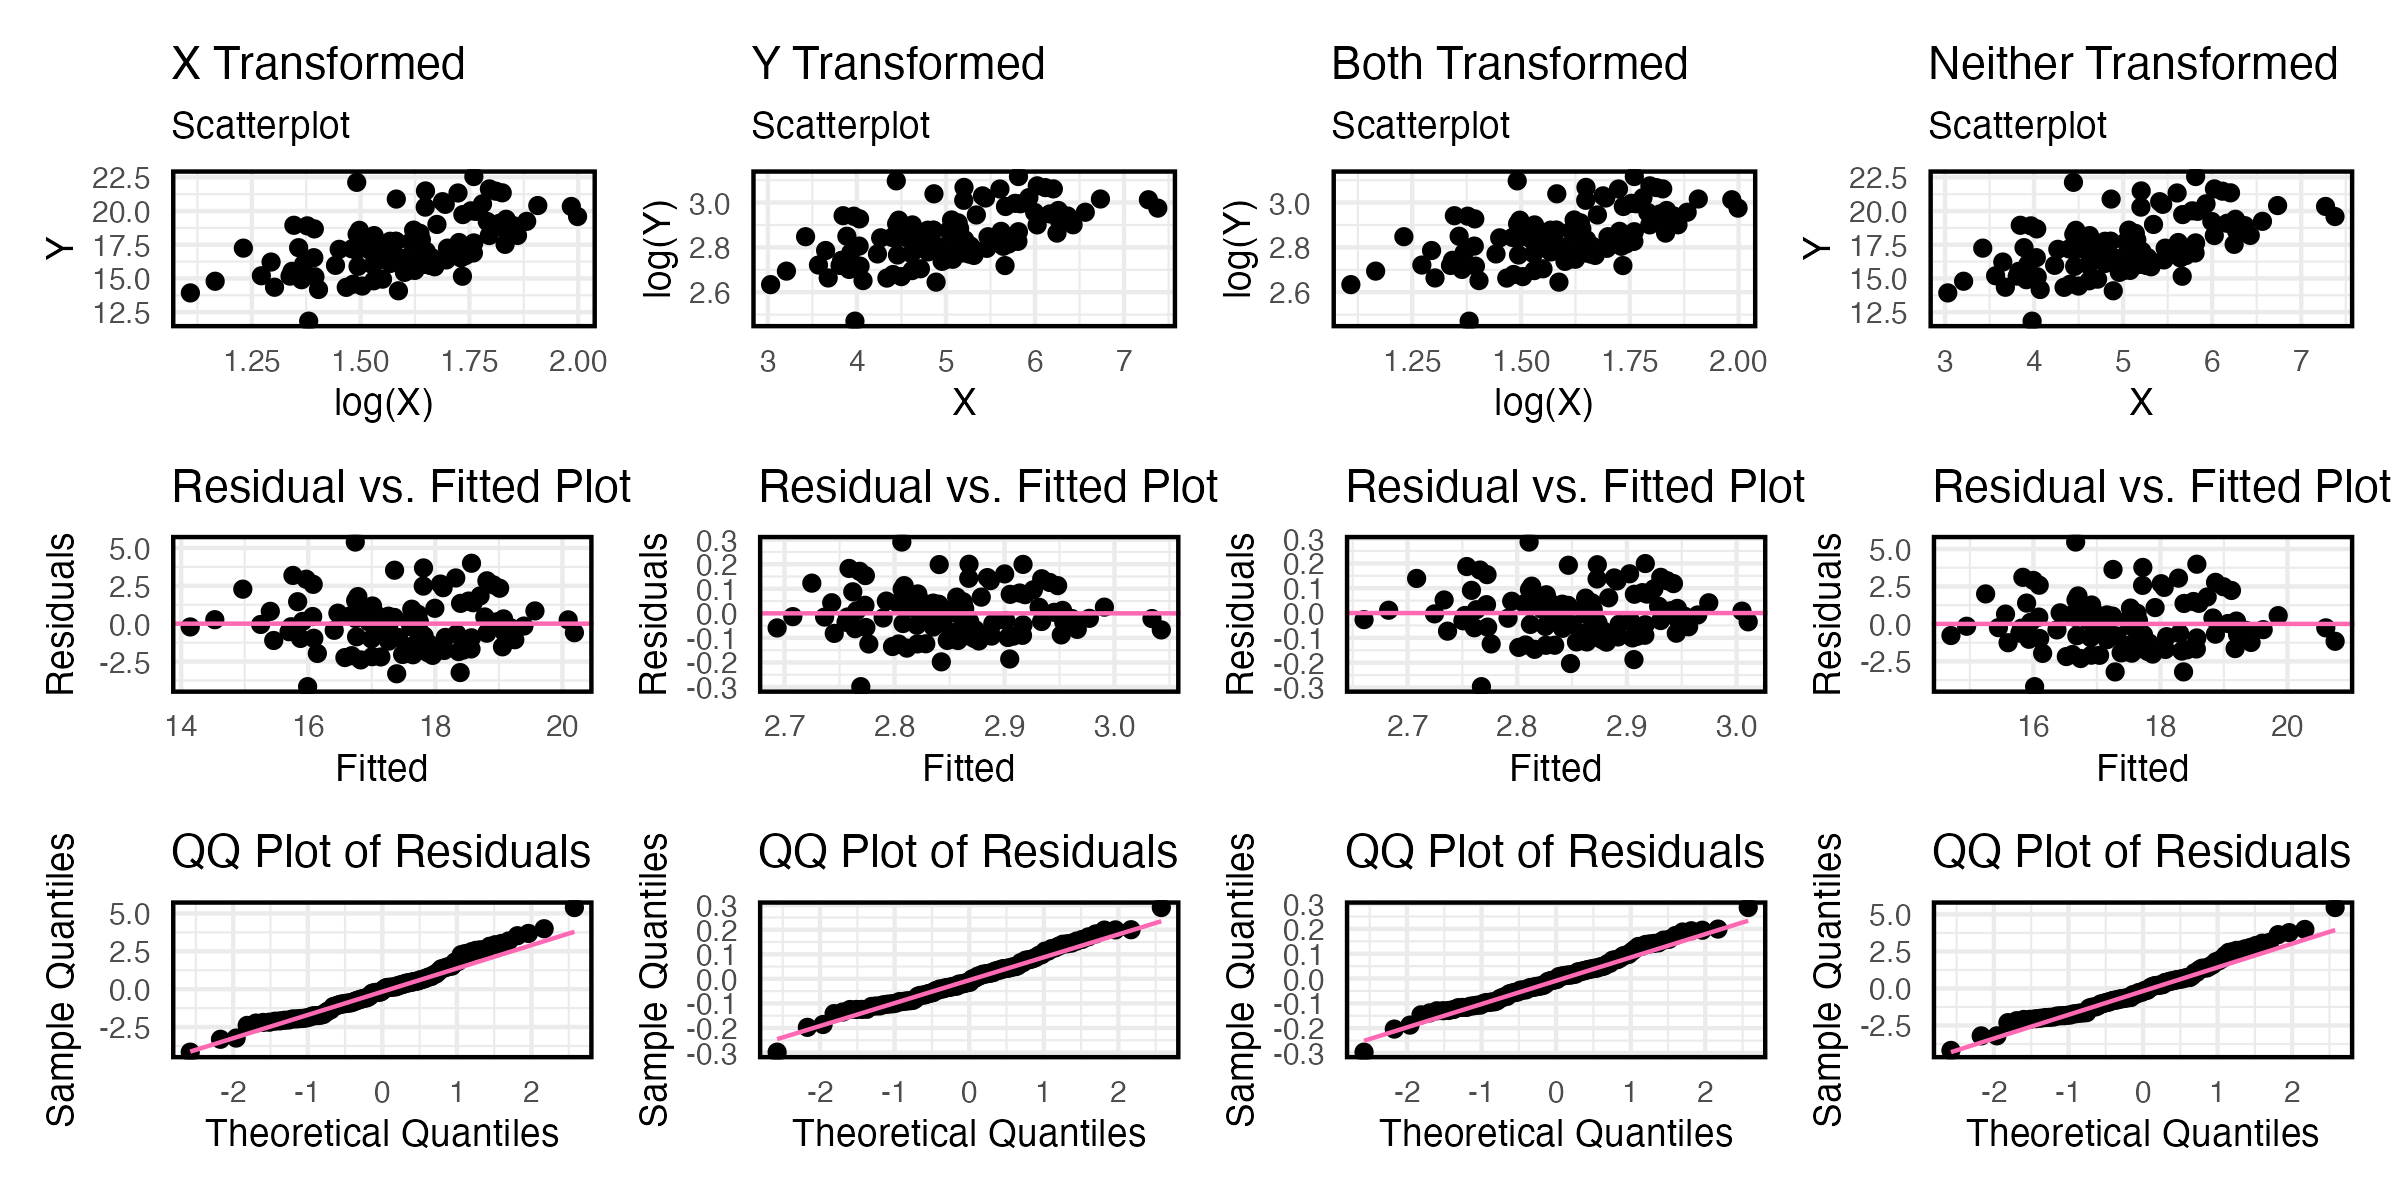 X Transformed
Y Transformed
Both Transformed
Neither Transformed
Scatterplot
Scatterplot
Scatterplot
Scatterplot
Y
22.5
20.0
17.5
15.0
12.5
1.25 1.50 1.75 2.00
log(X)
log(Y)
3.0
2.8
2.6
3 4 5 6 7
X
log(Y)
3.0
2.8
2.6
1.25 1.50 1.75 2.00
log(X)
Y
22.5
20.0
17.5
15.0
12.5
3 4 5 6 7
X
Residual vs. Fitted Plot
Residual vs. Fitted Plot
Residual vs. Fitted Plot
Residual vs. Fitted Plot
Residuals
5.0
2.5
0.0
-2.5
14 16 18 20
Fitted
Residuals
0.3
0.2
0.1
0.0
-0.1
-0.2
-0.3
2.7 2.8 2.9 3.0
Fitted
Residuals
0.3
0.2
0.1
0.0
-0.1
-0.2
-0.3
2.7 2.8 2.9 3.0
Fitted
Residuals
5.0
2.5
0.0
-2.5
16 18 20
Fitted
QQ Plot of Residuals
QQ Plot of Residuals
QQ Plot of Residuals
QQ Plot of Residuals
Sample Quantiles
5.0
2.5
0.0
-2.5
-2 -1 0 1 2
Theoretical Quantiles
Sample Quantiles
0.3
0.2
0.1
0.0
-0.1
-0.2
-0.3
-2 -1 0 1 2
Theoretical Quantiles
Sample Quantiles
0.3
0.2
0.1
0.0
-0.1
-0.2
-0.3
-2 -1 0 1 2
Theoretical Quantiles
Sample Quantiles
5.0
2.5
0.0
-2.5
-2 -1 0 1 2
Theoretical Quantiles